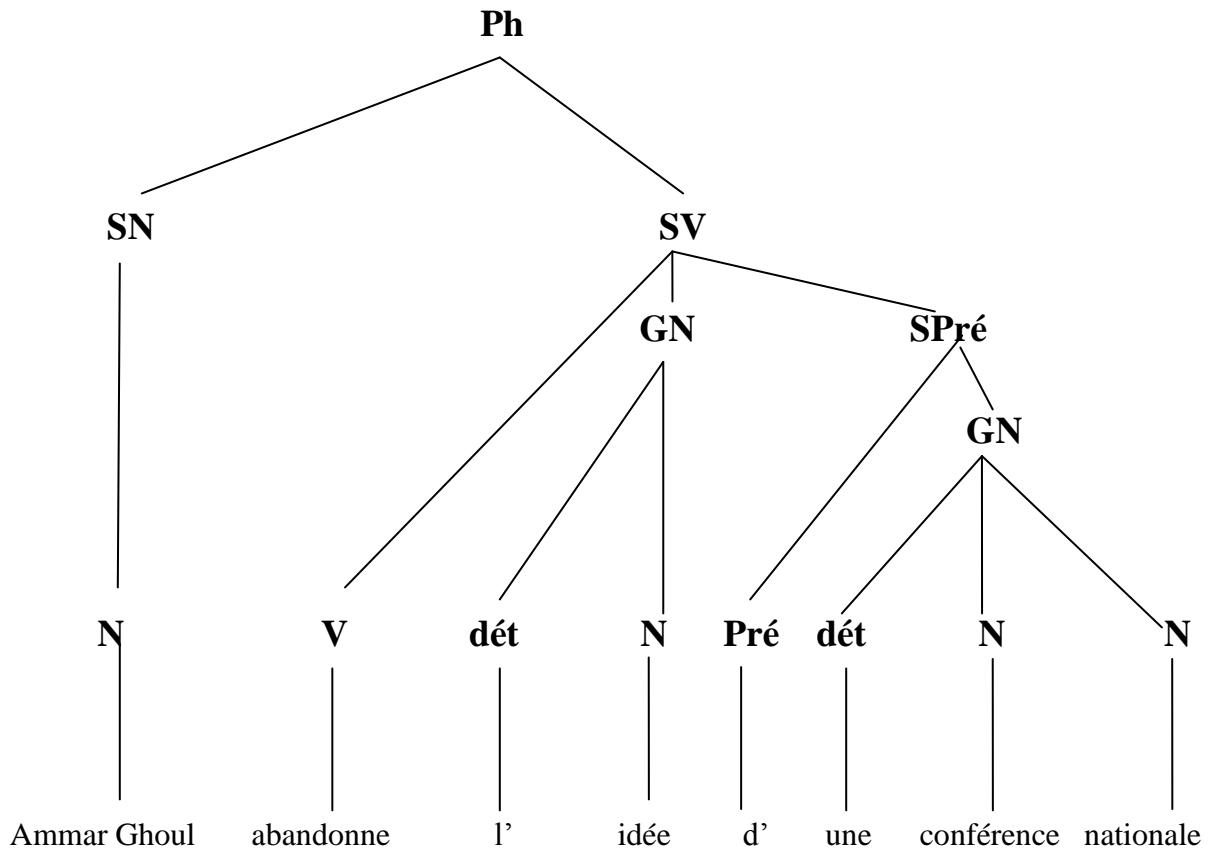 Ph
SN SV
GN SPré
GN
N V dét N Pré dét N N
Ammar Ghoul abandonne l’ idée d’ une conférence nationale